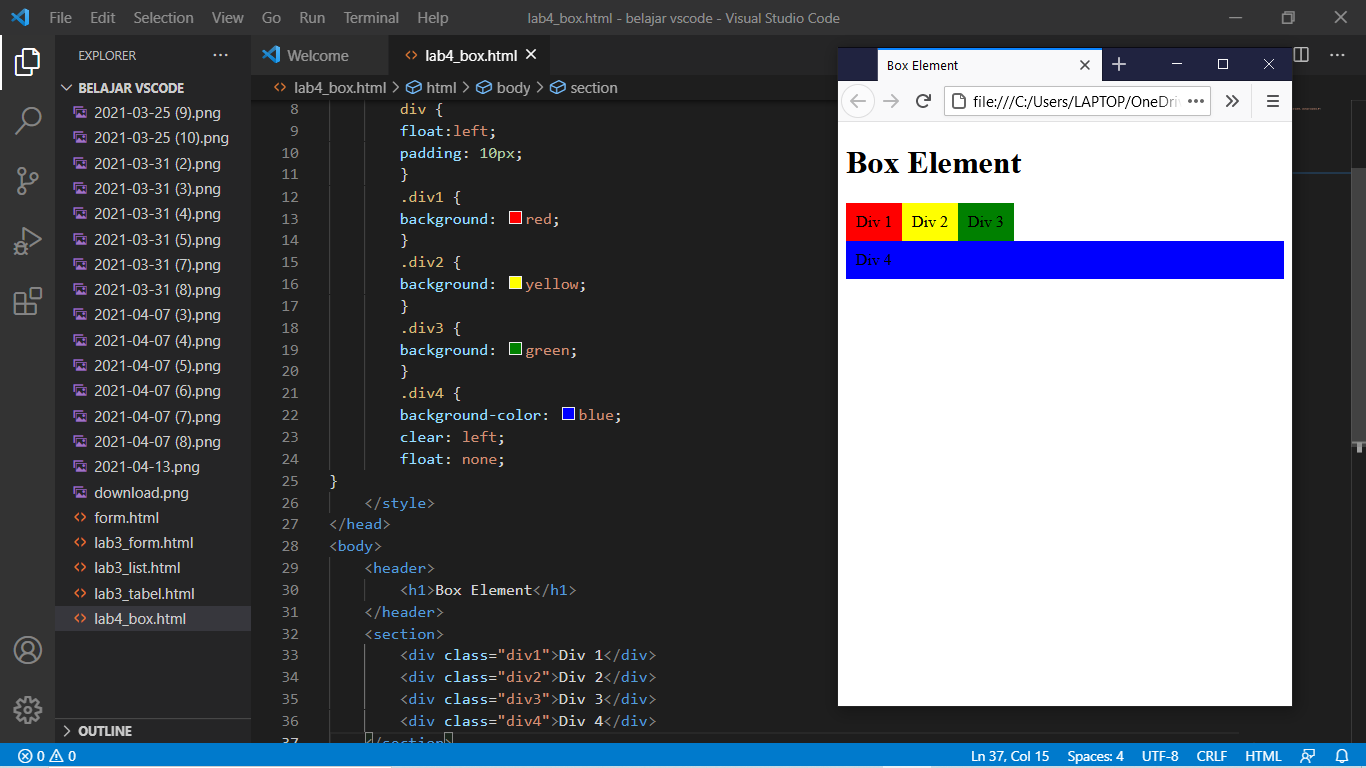 File Edit Selection View Go Run Terminal Help
lab4_box.html - belajar vscode - Visual Studio Code
EXPLORER
BELAJAR VSCODE
2021-03-25 (9).png
2021-03-25 (10).png
2021-03-31 (2).png
2021-03-31 (3).png
2021-03-31 (4).png
2021-03-31 (5).png
2021-03-31 (7).png
2021-03-31 (8).png
2021-04-07 (3).png
2021-04-07 (4).png
2021-04-07 (5).png
2021-04-07 (6).png
2021-04-07 (7).png
2021-04-07 (8).png
2021-04-13.png
download.png
form.html
lab3_form.html
lab3_list.html
lab3_tabel.html
lab4_box.html
OUTLINE
Welcome
lab4_box.html
lab4_box.html > html > body > section
8 div {
9 float:left;
10 padding: 10px;
11 }
12 .div1 {
13 background: red;
14 }
15 .div2 {
16 background: yellow;
17 }
18 .div3 {
19 background: green;
20 }
21 .div4 {
22 background-color: blue;
23 clear: left;
24 float: none;
25 }
26 </style>
27 </head>
28 <body>
29 <header>
30 <h1>Box Element</h1>
31 </header>
32 <section>
33 <div class="div1">Div 1</div>
34 <div class="div2">Div 2</div>
35 <div class="div3">Div 3</div>
36 <div class="div4">Div 4</div>
37 </section>
Box Element
file:///C:/Users/LAPTOP/OneDri
Box Element
Div 1 Div 2 Div 3
Div 4
0 0
Ln 37, Col 15 Spaces: 4 UTF-8 CRLF HTML